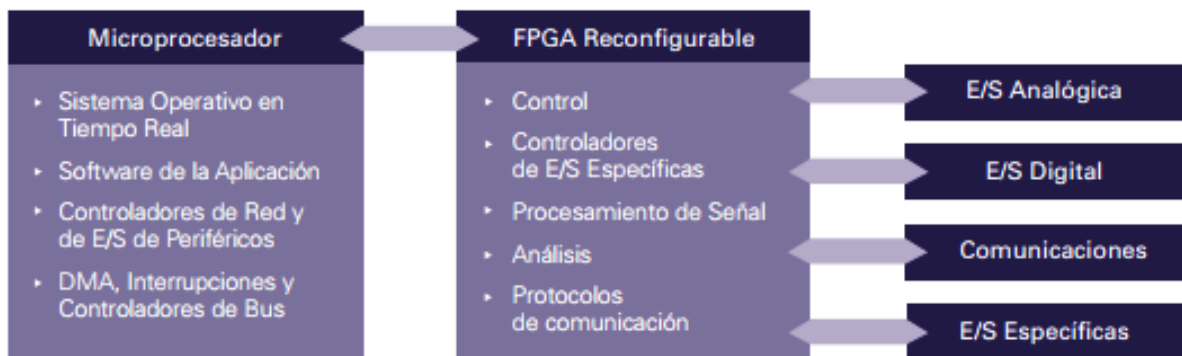 Microprocesador
Sistema Operativo en
Tiempo Real
Software de la Aplicación
Controladores de Red y
de E/S de Periféricos
DMA, Interrupciones y
Controladores de Bus
FPGA Reconfigurable
Control
Controladores
de E/S Específicas
Procesamiento de Señal
Análisis
Protocolos
de comunicación
E/S Analógica
E/S Digital
Comunicaciones
E/S Específicas